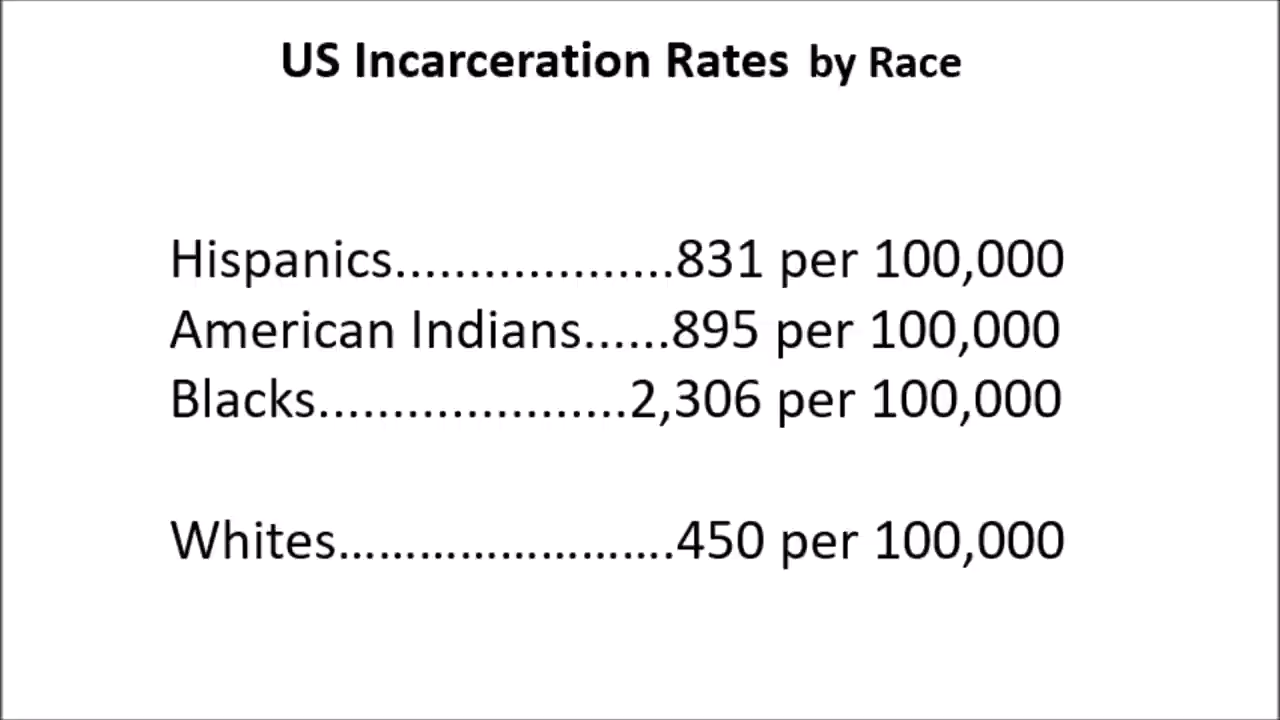 US Incarceration Rates by Race
Hispanics...................831 per 100,000
American Indians......895 per 100,000
Blacks.....................2,306 per 100,000
Whites…………………….450 per 100,000